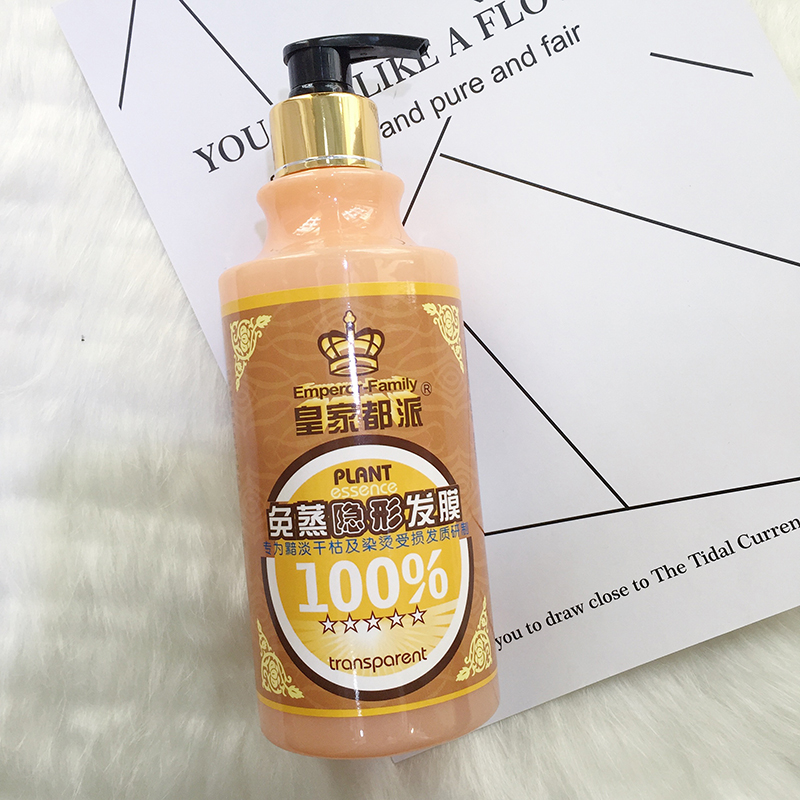 YOU LIKE A FLO
and pure and fair
Emperor-Family®
皇家都派
PLANT
essence
免蒸隐形发膜
专为黯淡干枯及染烫受损发质研制
100%
☆☆☆☆☆
transparent
you to draw close to The Tidal Curren